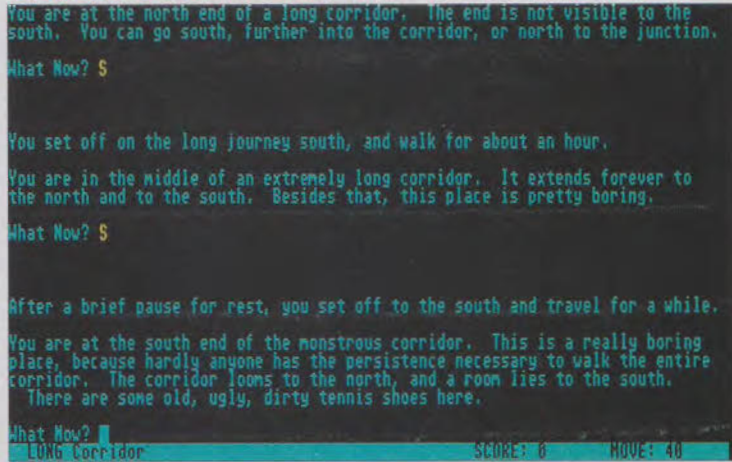 You are at the north end of a long corridor.  The end is not visible to the
south.  You can go south, further into the corridor, or north to the junction.
What Now? S
You set off on the long journey south, and walk for about an hour.
You are in the middle of an extremely long corridor.  It extends forever to
the north and to the south.  Besides that, this place is pretty boring.
What Now? S
After a brief pause for rest, you set off to the south and travel for a while.
You are at the south end of the monstrous corridor.  This is a really boring
place, because hardly anyone has the persistence necessary to walk the entire
corridor.  The corridor looms to the north, and a room lies to the south.
There are some old, ugly, dirty tennis shoes here.
What Now?
LONG Corridor SCORE: 0 MOVE: 40